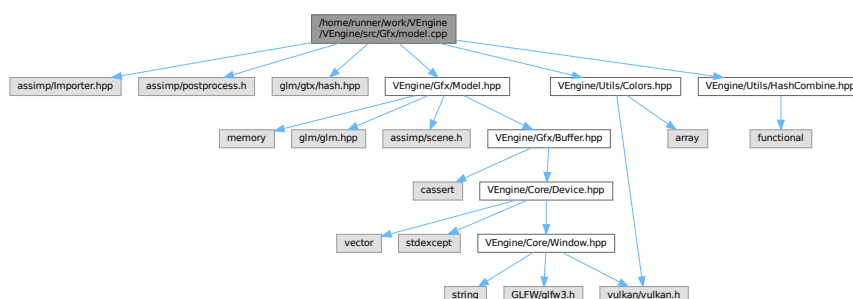 /home/runner/work/VEngine
/VEngine/src/Gfx/model.cpp
assimp/Importer.hpp
assimp/postprocess.h
glm/gtx/hash.hpp
VEngine/Gfx/Model.hpp
VEngine/Utils/Colors.hpp
VEngine/Utils/HashCombine.hpp
memory
glm/glm.hpp
assimp/scene.h
VEngine/Gfx/Buffer.hpp
array
functional
cassert
VEngine/Core/Device.hpp
vector
stdexcept
VEngine/Core/Window.hpp
string
GLFW/glfw3.h
vulkan/vulkan.h